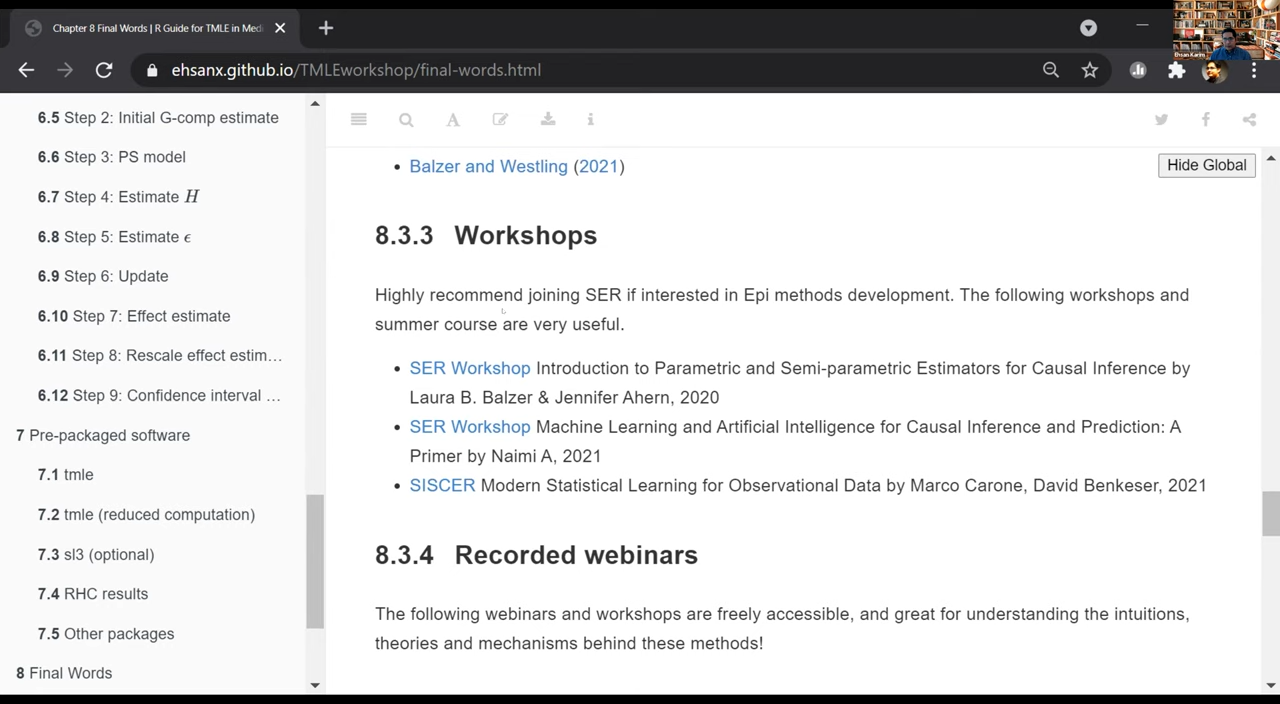 Chapter 8 Final Words | R Guide for TMLE in Med
ehsanx.github.io/TMLEworkshop/final-words.html
Ehsan Karim
6.5 Step 2: Initial G-comp estimate
6.6 Step 3: PS model
6.7 Step 4: Estimate H
6.8 Step 5: Estimate ϵ
6.9 Step 6: Update
6.10 Step 7: Effect estimate
6.11 Step 8: Rescale effect estim…
6.12 Step 9: Confidence interval …
7 Pre-packaged software
7.1 tmle
7.2 tmle (reduced computation)
7.3 sl3 (optional)
7.4 RHC results
7.5 Other packages
8 Final Words
Hide Global
• Balzer and Westling (2021)
8.3.3 Workshops
Highly recommend joining SER if interested in Epi methods development. The following workshops and
summer course are very useful.
• SER Workshop Introduction to Parametric and Semi-parametric Estimators for Causal Inference by
Laura B. Balzer & Jennifer Ahern, 2020
• SER Workshop Machine Learning and Artificial Intelligence for Causal Inference and Prediction: A
Primer by Naimi A, 2021
• SISCER Modern Statistical Learning for Observational Data by Marco Carone, David Benkeser, 2021
8.3.4 Recorded webinars
The following webinars and workshops are freely accessible, and great for understanding the intuitions,
theories and mechanisms behind these methods!